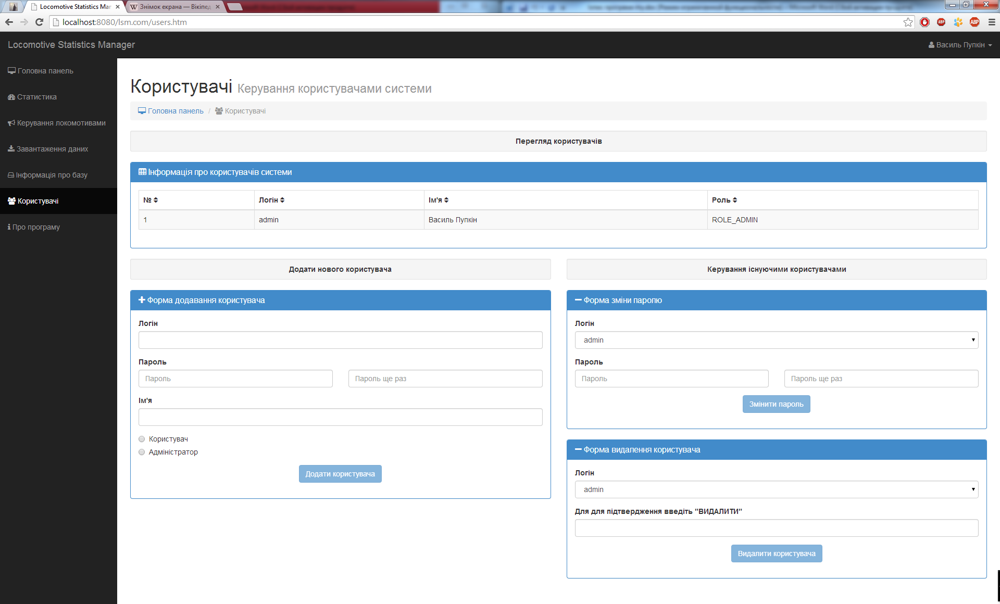 Locomotive Statistics Mar
Знімок екрана — Вікіпед
localhost:8080/lsm.com/users.htm
Locomotive Statistics Manager
Василь Пупкін
Головна панель
Статистика
Керування локомотивами
Завантаження даних
Інформація про базу
Користувачі
Про програму
Користувачі Керування користувачами системи
Головна панель / Користувачі
Перегляд користувачів
Інформація про користувачів системи
№ Логін Ім'я Роль
1 admin Василь Пупкін ROLE_ADMIN
Додати нового користувача
Форма додавання користувача
Логін
Пароль
Пароль Пароль ще раз
Ім'я
Користувач
Адміністратор
Додати користувача
Керування існуючими користувачами
Форма зміни паролю
Логін
admin
Пароль
Пароль Пароль ще раз
Змінити пароль
Форма видалення користувача
Логін
admin
Для для підтвердження введіть "ВИДАЛИТИ"
Видалити користувача